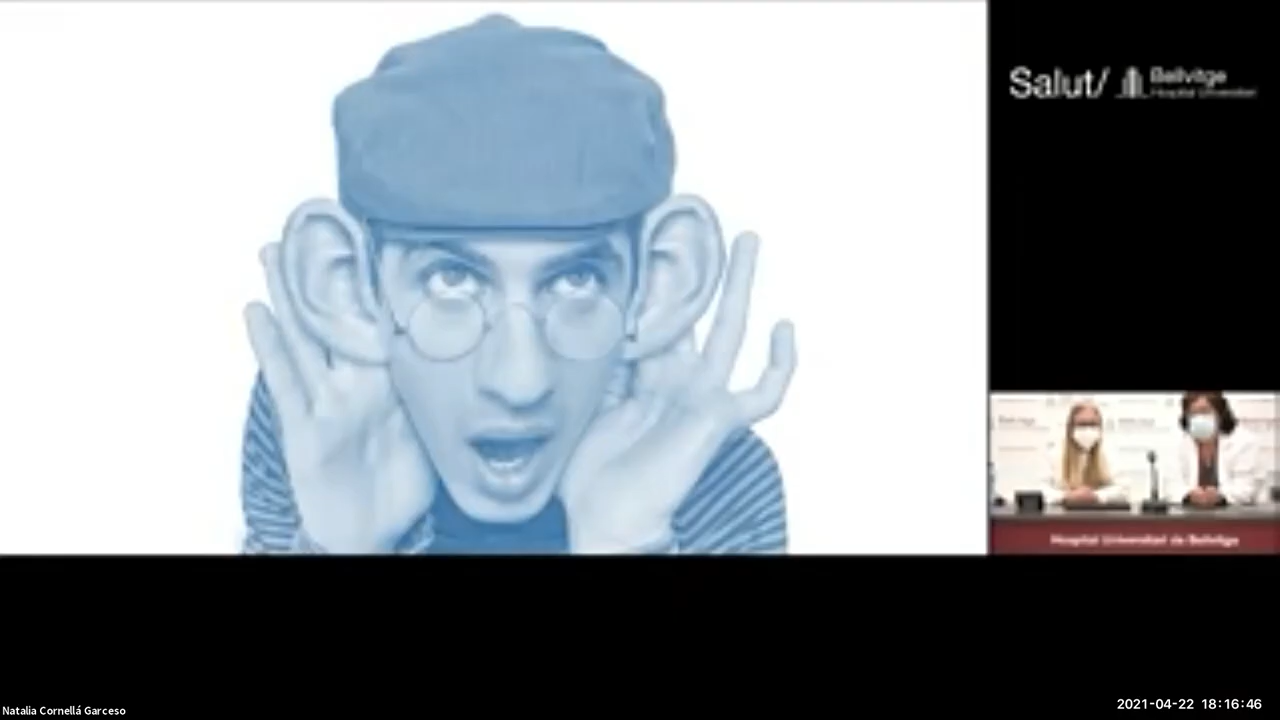 Salut/ Bellvitge
Hospital Universitari
Hospital Universitari de Bellvitge
Natalia Cornellá Garceso
2021-04-22 18:16:46